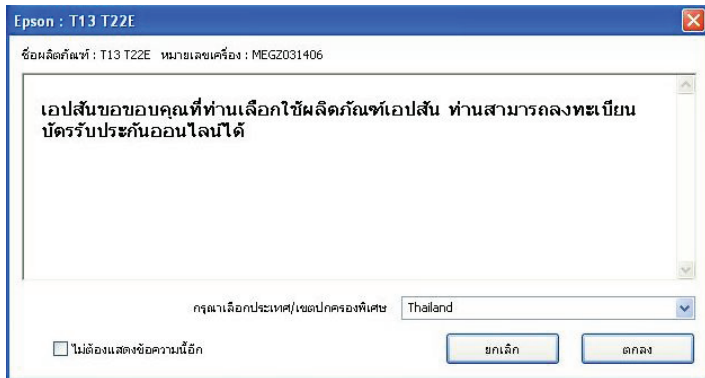 Epson : T13 T22E
ชื่อผลิตภัณฑ์ : T13 T22E หมายเลขเครื่อง : MEGZ031406
เอปสันขอขอบคุณที่ท่านเลือกใช้ผลิตภัณฑ์เอปสัน ท่านสามารถลงทะเบียน
บัตรรับประกันออนไลน์ได้
กรุณาเลือกประเทศ/เขตปกครองพิเศษ Thailand
ไม่ต้องแสดงข้อความนี้อีก ยกเลิก ตกลง